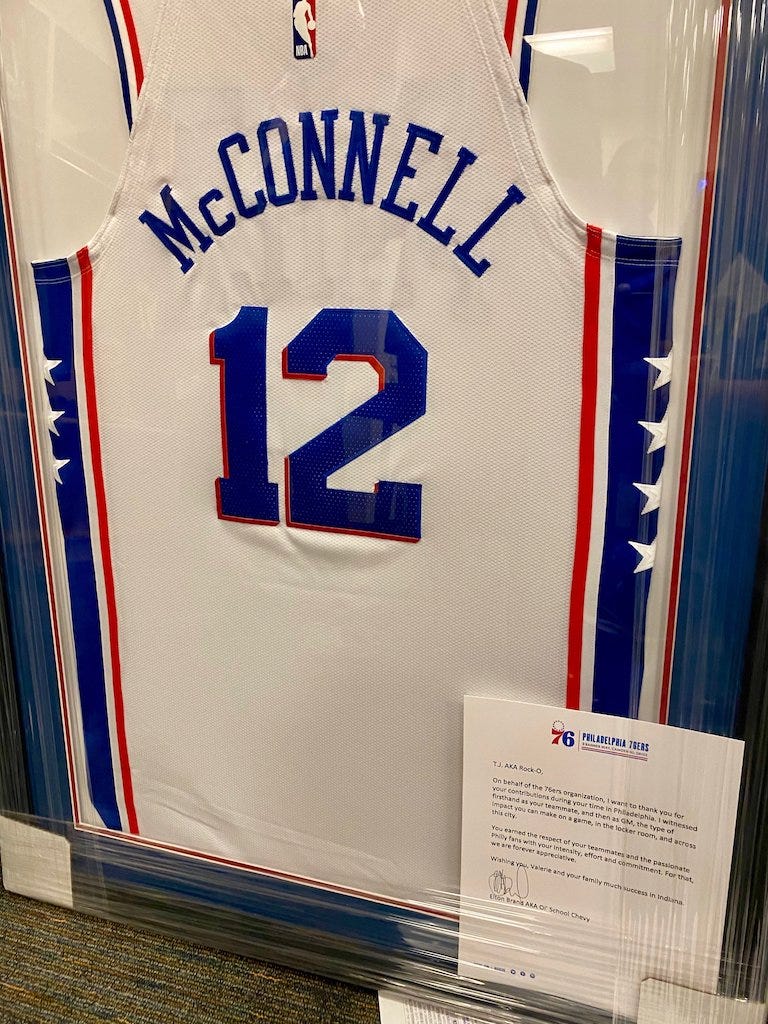 NBA
McCONNELL
12
76 PHILADELPHIA 76ERS
T.J. AKA Rock-O,
On behalf of the 76ers organization, I want to thank you for
your contributions during your time in Philadelphia. I witnessed
firsthand as your teammate, and then as GM, the type of
impact you can make on a game, in the locker room, and across
this city.
You earned the respect of your teammates and the passionate
Philly fans with your intensity, effort and commitment. For that,
we are forever appreciative.
Wishing you, Valerie and your family much success in Indiana.
Elton Brand AKA Ol' School Chevy